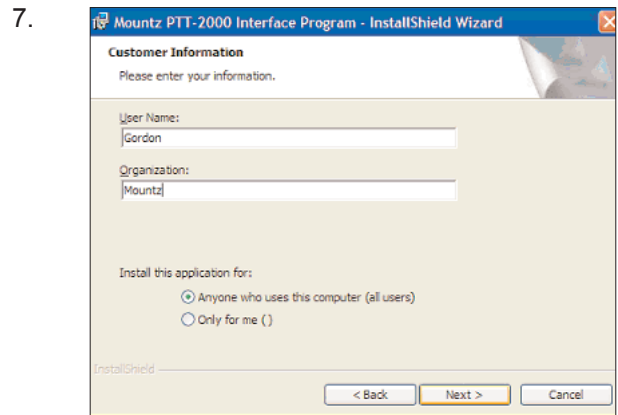 7.
Mountz PTT-2000 Interface Program - InstallShield Wizard
Customer Information
Please enter your information.
User Name:
Gordon
Organization:
Mountz
Install this application for:
Anyone who uses this computer (all users)
Only for me ()
InstallShield
< Back Next > Cancel